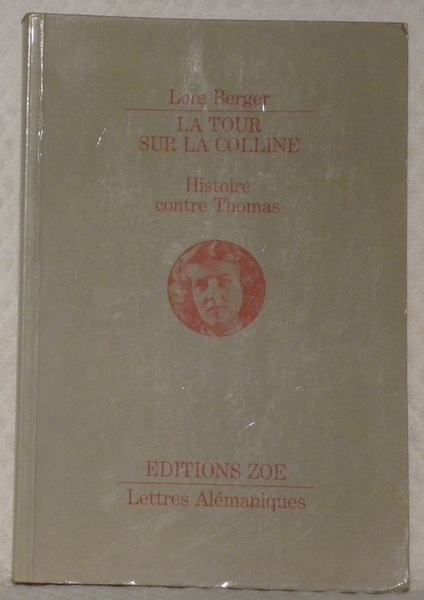 Lore Berger
LA TOUR
SUR LA COLLINE
Histoire
contre Thomas
EDITIONS ZOE
Lettres Alémaniques